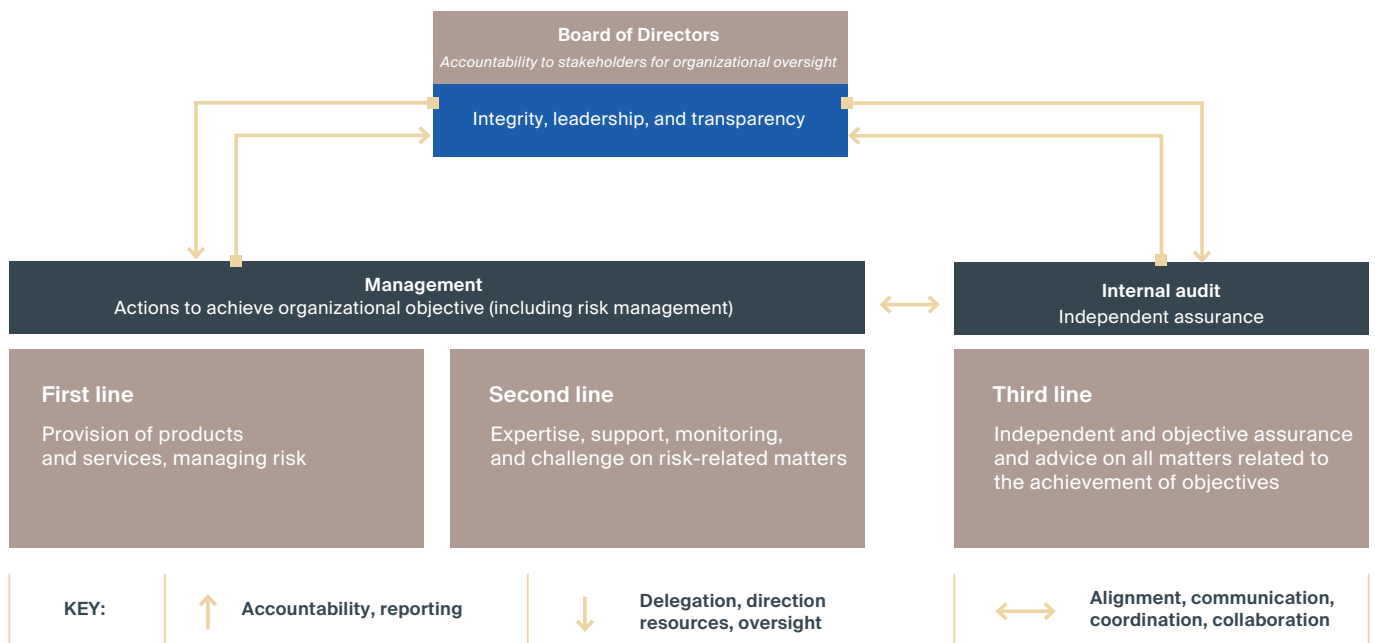 Board of Directors
Accountability to stakeholders for organizational oversight
Integrity, leadership, and transparency
Management
Actions to achieve organizational objective (including risk management)
Internal audit
Independent assurance
First line
Provision of products
and services, managing risk
Second line
Expertise, support, monitoring,
and challenge on risk-related matters
Third line
Independent and objective assurance
and advice on all matters related to
the achievement of objectives
KEY:
Accountability, reporting
Delegation, direction
resources, oversight
Alignment, communication,
coordination, collaboration